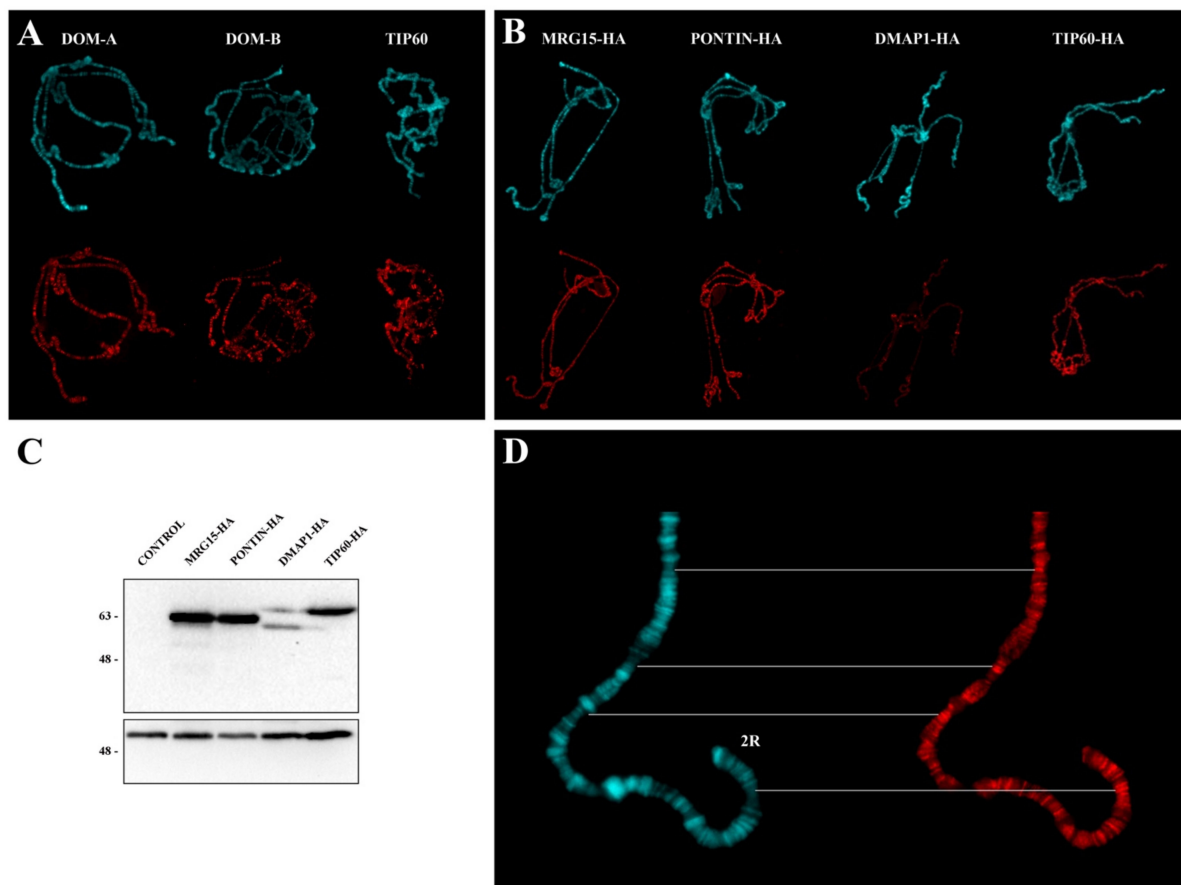 A
DOM-A DOM-B TIP60
B
MRG15-HA PONTIN-HA DMAP1-HA TIP60-HA
C
CONTROL MRG15-HA PONTIN-HA DMAP1-HA TIP60-HA
63 -
48 -
48 -
D
2R